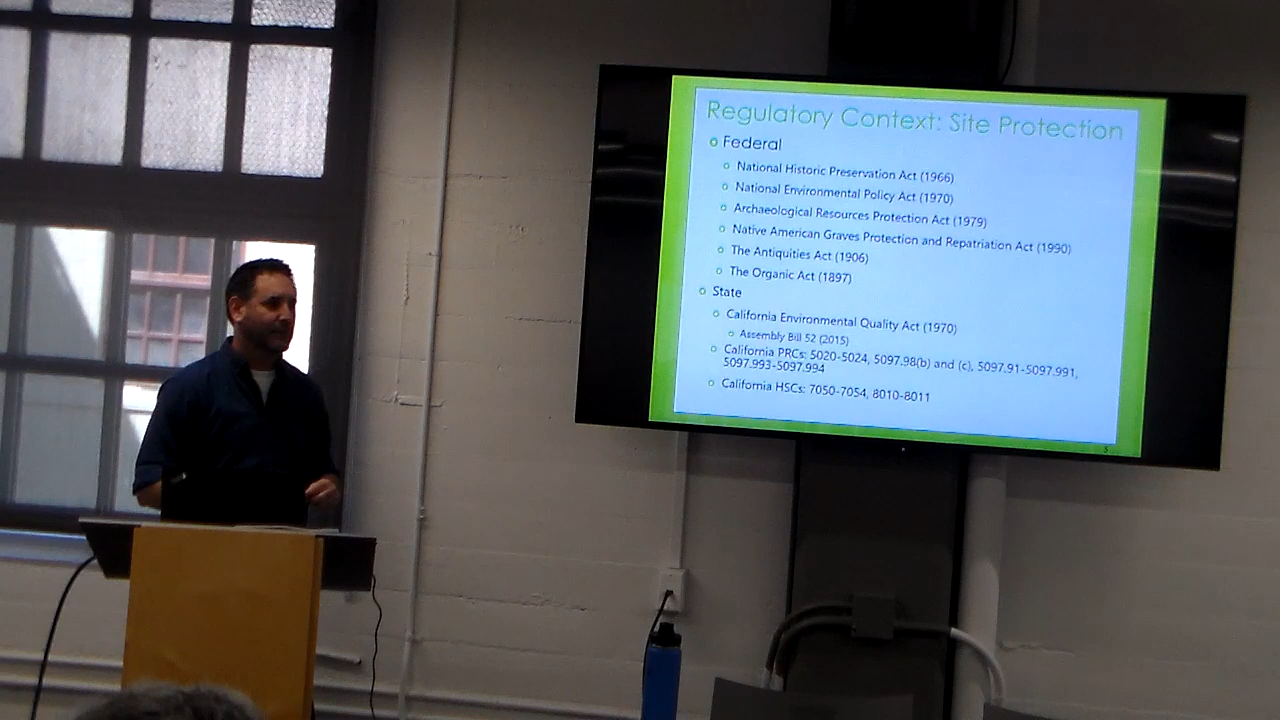 Regulatory Context: Site Protection
Federal
National Historic Preservation Act (1966)
National Environmental Policy Act (1970)
Archaeological Resources Protection Act (1979)
Native American Graves Protection and Repatriation Act (1990)
The Antiquities Act (1906)
The Organic Act (1897)
State
California Environmental Quality Act (1970)
Assembly Bill 52 (2015)
California PRCs: 5020-5024, 5097.98(b) and (c), 5097.91-5097.991,
5097.993-5097.994
California HSCs: 7050-7054, 8010-8011